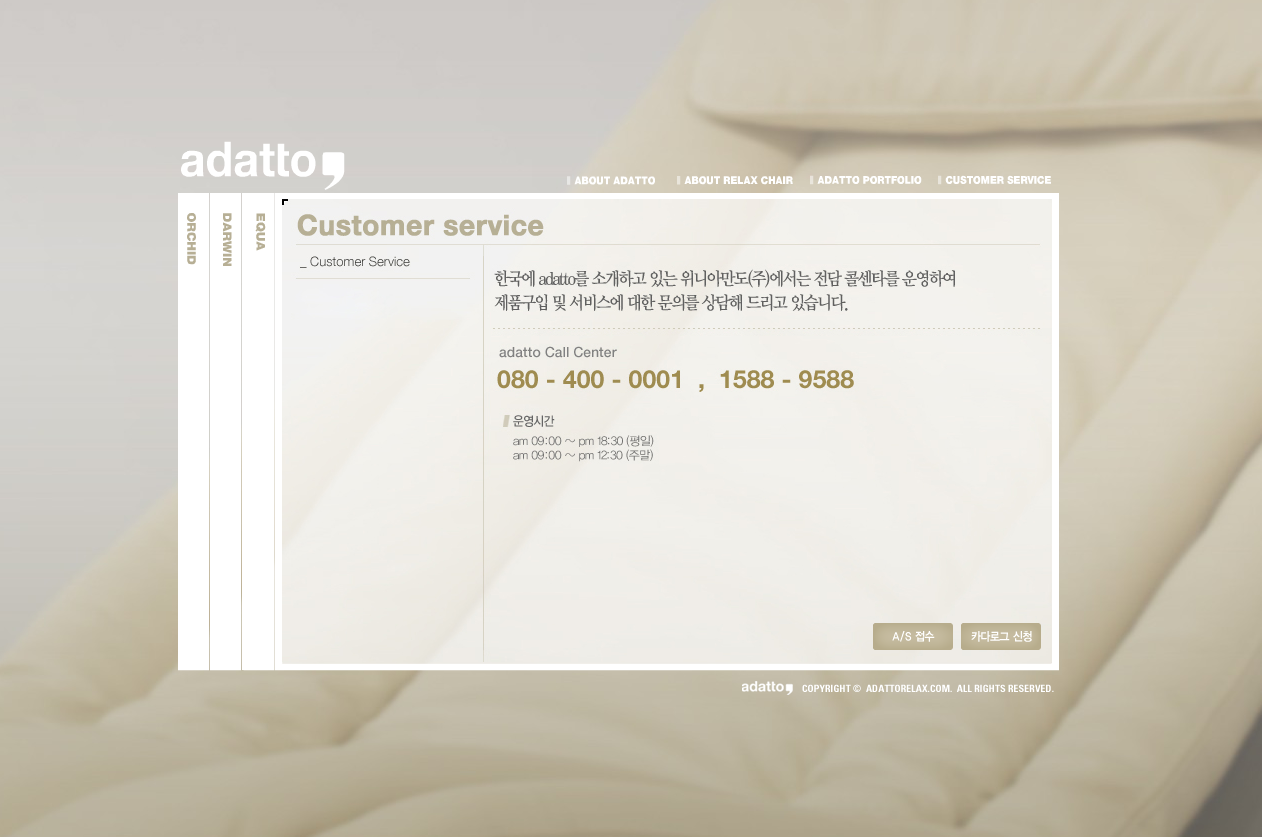 adatto,
ABOUT ADATTO
ABOUT RELAX CHAIR
ADATTO PORTFOLIO
CUSTOMER SERVICE
ORCHID
DARWIN
EQUA
Customer service
_ Customer Service
한국에 adatto를 소개하고 있는 위니아만도(주)에서는 전담 콜센타를 운영하여
제품구입 및 서비스에 대한 문의를 상담해 드리고 있습니다.
adatto Call Center
080 - 400 - 0001 , 1588 - 9588
운영시간
am 09:00 ~ pm 18:30 (평일)
am 09:00 ~ pm 12:30 (주말)
A/S 접수
카다로그 신청
adatto, COPYRIGHT © ADATTORELAX.COM. ALL RIGHTS RESERVED.